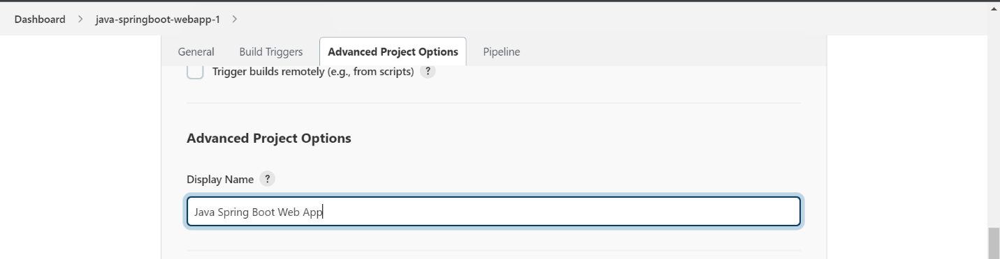 Dashboard > java-springboot-webapp-1 >
General Build Triggers Advanced Project Options Pipeline
Trigger builds remotely (e.g., from scripts) ?
Advanced Project Options
Display Name ?
Java Spring Boot Web App